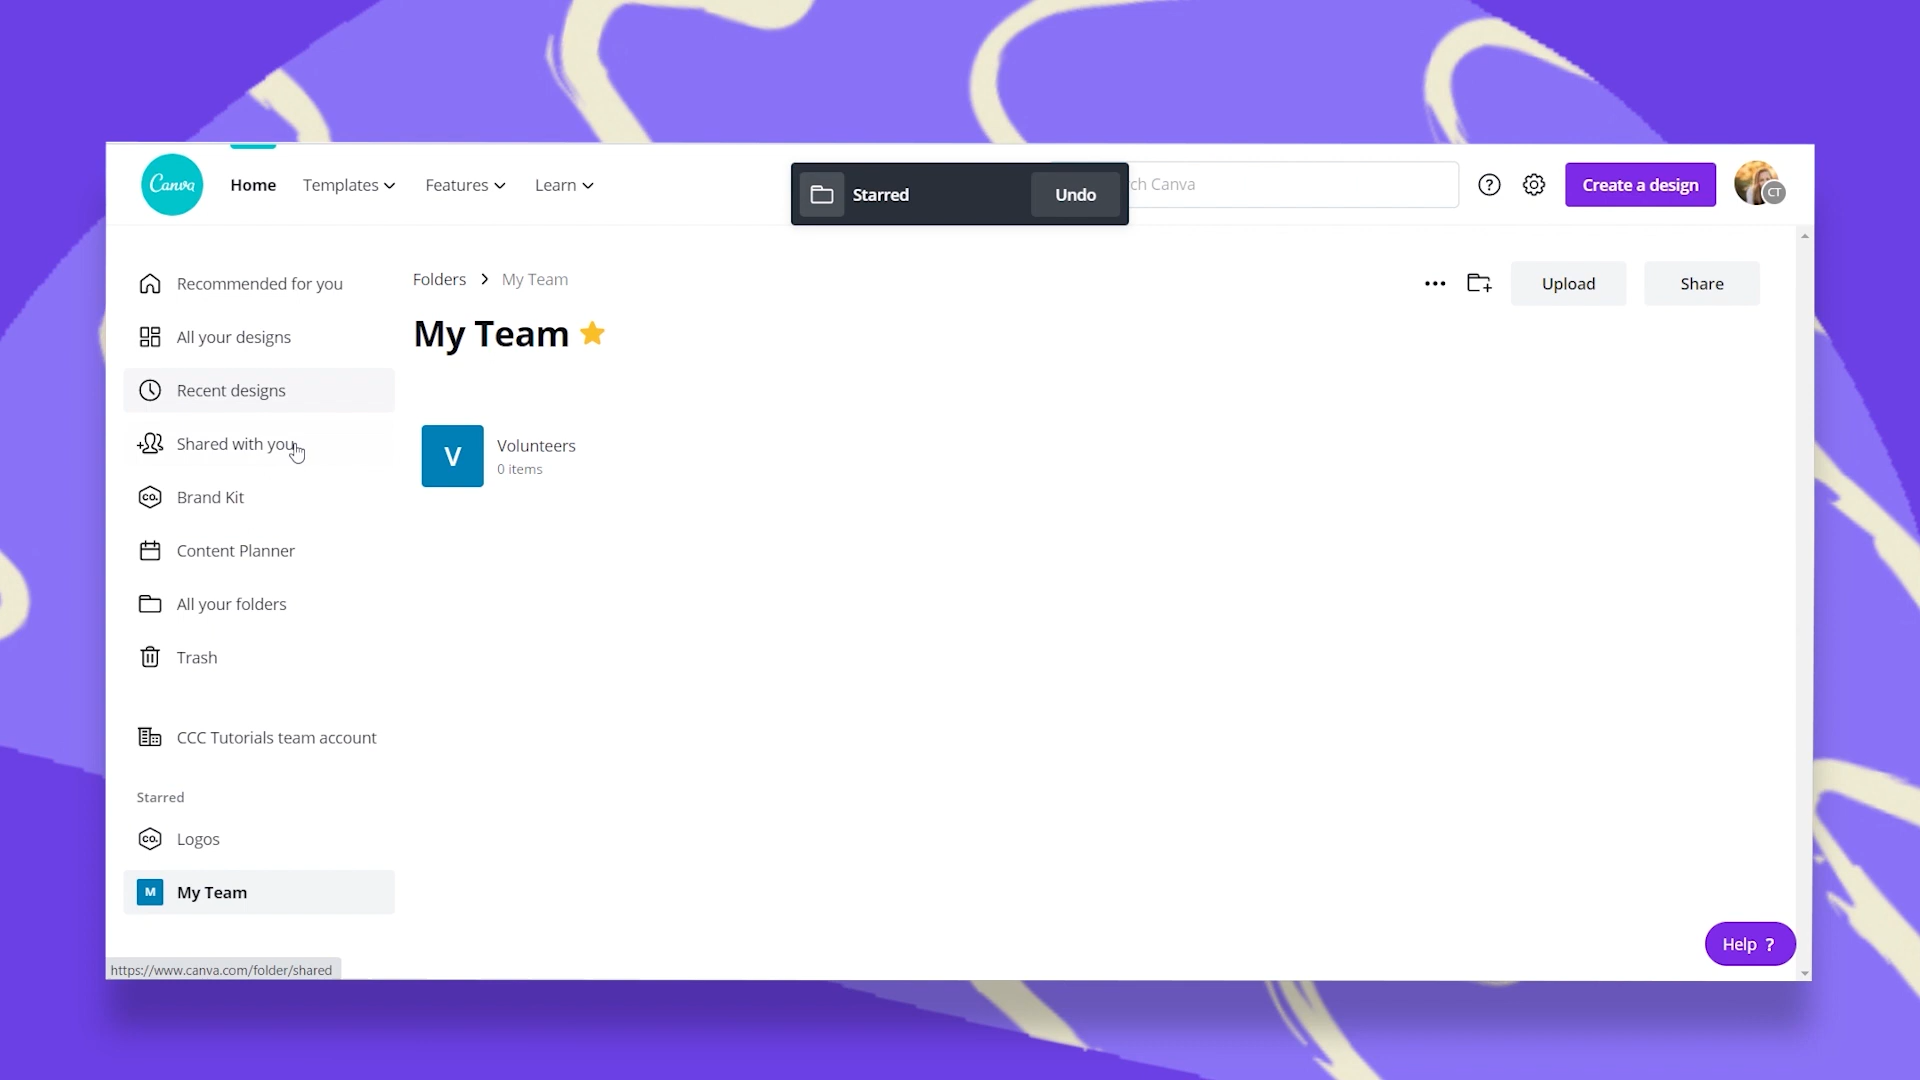 Canva
Home
Templates
Features
Learn
Starred
Undo
ch Canva
?
Create a design
CT
Recommended for you
All your designs
Recent designs
Shared with you
CO.
Brand Kit
Content Planner
All your folders
Trash
CCC Tutorials team account
Starred
CO.
Logos
M
My Team
Folders > My Team
Upload
Share
My Team
V
Volunteers
0 items
Help ?
https://www.canva.com/folder/shared